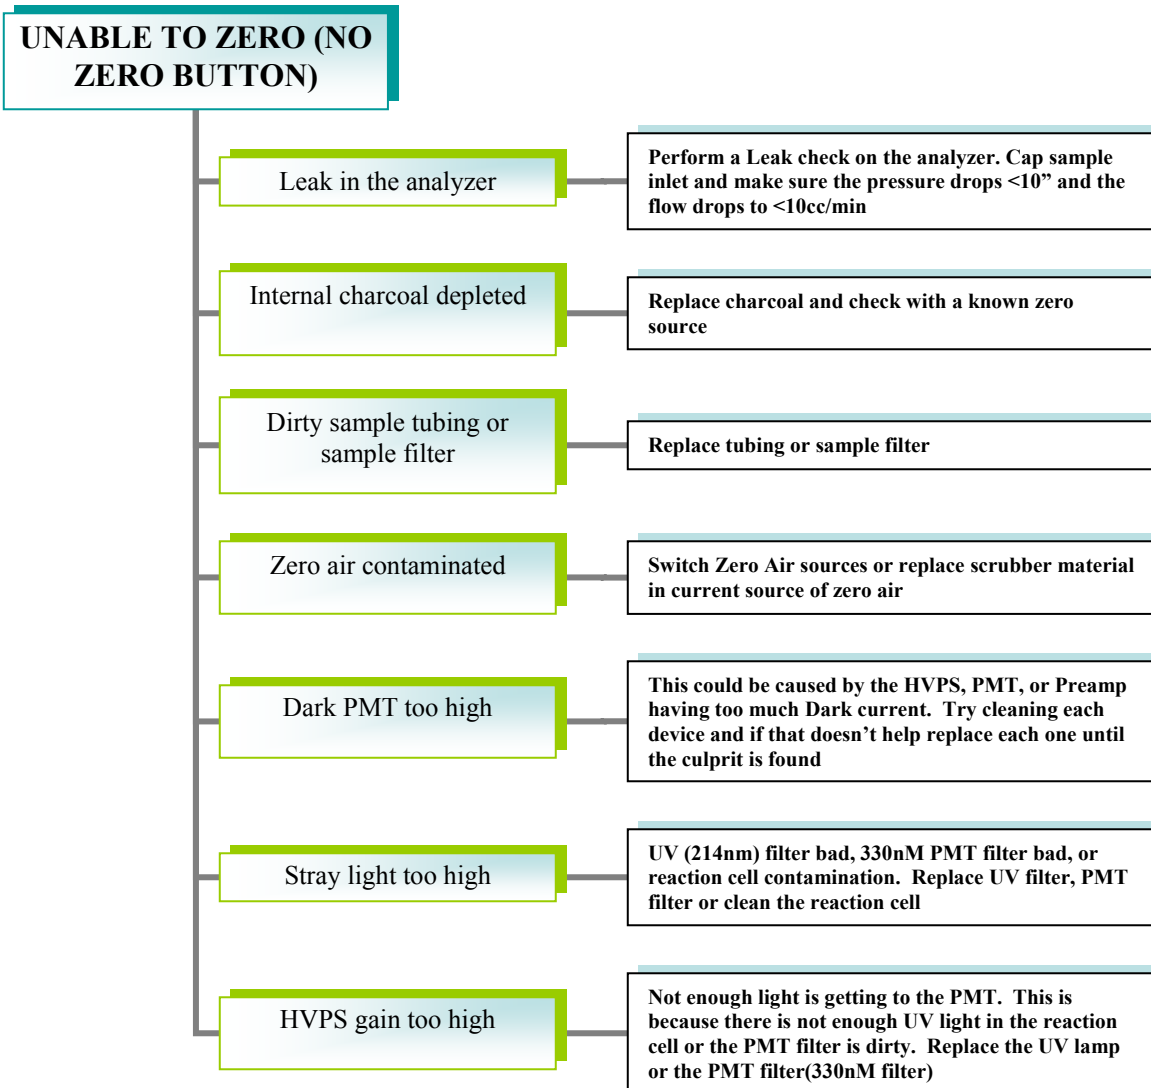 UNABLE TO ZERO (NO
ZERO BUTTON)
Leak in the analyzer
Perform a Leak check on the analyzer. Cap sample
inlet and make sure the pressure drops <10” and the
flow drops to <10cc/min
Internal charcoal depleted
Replace charcoal and check with a known zero
source
Dirty sample tubing or
sample filter
Replace tubing or sample filter
Zero air contaminated
Switch Zero Air sources or replace scrubber material
in current source of zero air
Dark PMT too high
This could be caused by the HVPS, PMT, or Preamp
having too much Dark current.  Try cleaning each
device and if that doesn’t help replace each one until
the culprit is found
Stray light too high
UV (214nm) filter bad, 330nM PMT filter bad, or
reaction cell contamination.  Replace UV filter, PMT
filter or clean the reaction cell
HVPS gain too high
Not enough light is getting to the PMT.  This is
because there is not enough UV light in the reaction
cell or the PMT filter is dirty.  Replace the UV lamp
or the PMT filter(330nM filter)